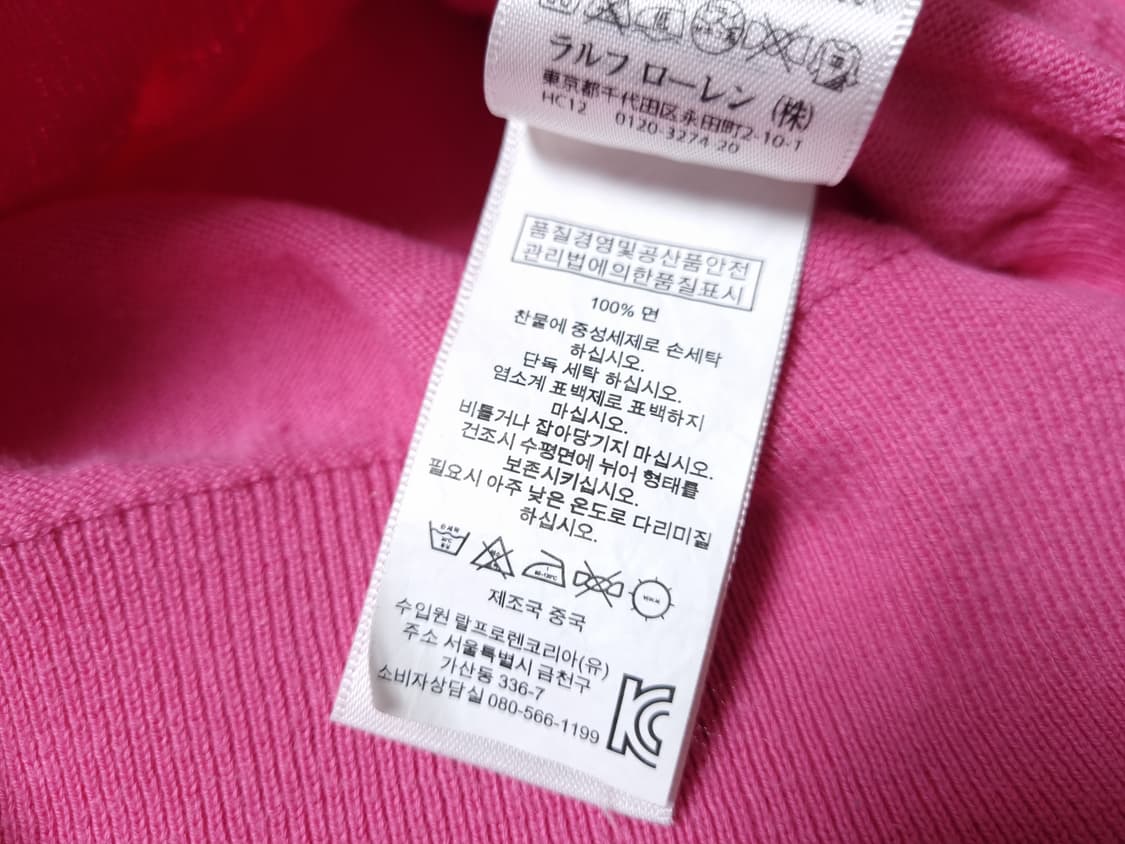 ラルフ ローレン (株)
東京都千代田区永田町2-10-1
HC12 0120-3274-20
품질경영및공산품안전
관리법에의한품질표시
100% 면
찬물에 중성세제로 손세탁
하십시오.
단독 세탁 하십시오.
염소계 표백제로 표백하지
마십시오.
비틀거나 잡아당기지 마십시오.
건조시 수평면에 뉘어 형태를
보존시키십시오.
필요시 아주 낮은 온도로 다리미질
하십시오.
제조국 중국
수입원 랄프로렌코리아(유)
주소 서울특별시 금천구
가산동 336-7
소비자상담실 080-566-1199
KC